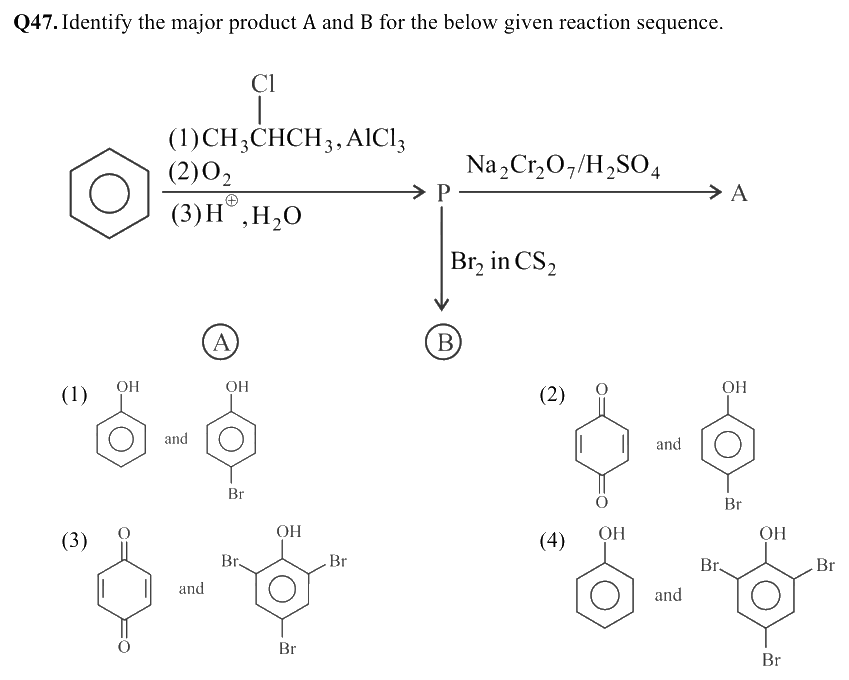 Q47. Identify the major product A and B for the below given reaction sequence.
Cl
(1)CH₃CHCH₃, AlCl₃
(2)O₂
(3)H⊕, H₂O
P
Na₂Cr₂O₇/H₂SO₄
A
Br₂ in CS₂
A
B
(1)
OH
and
OH
Br
(2)
O
O
and
OH
Br
(3)
O
O
and
OH
Br
Br
Br
(4)
OH
and
OH
Br
Br
Br